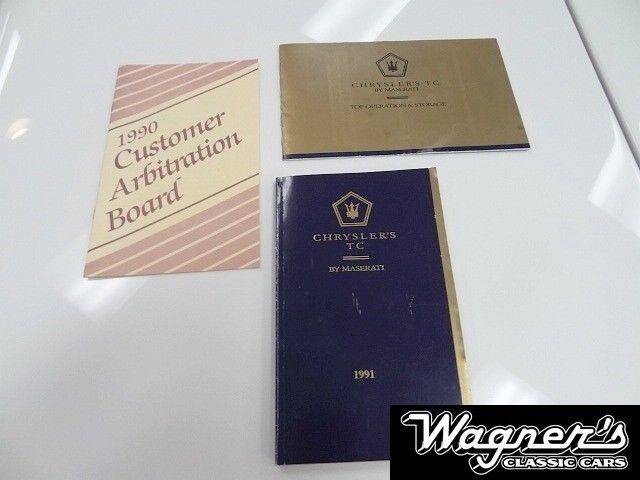 1990
Customer
Arbitration
Board
CHRYSLER'S TC
BY MASERATI
TOP OPERATION & STORAGE
CHRYSLER'S
TC
BY MASERATI
1991
Wagner's
CLASSIC CARS